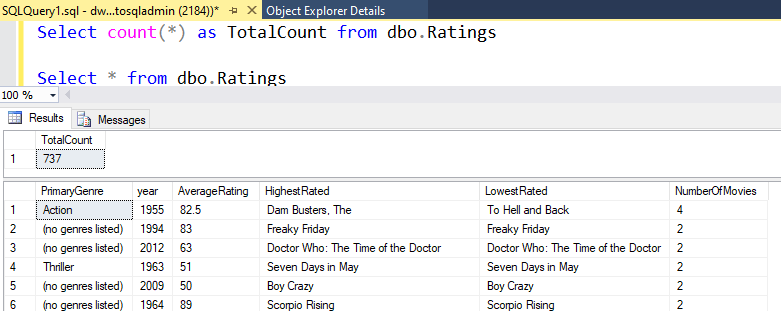 SQLQuery1.sql - dw...tosqladmin (2184))* Object Explorer Details
Select count(*) as TotalCount from dbo.Ratings
Select * from dbo.Ratings
100 %
Results Messages
TotalCount
1 737
PrimaryGenre year AverageRating HighestRated LowestRated NumberOfMovies
1 Action 1955 82.5 Dam Busters, The To Hell and Back 4
2 (no genres listed) 1994 83 Freaky Friday Freaky Friday 2
3 (no genres listed) 2012 63 Doctor Who: The Time of the Doctor Doctor Who: The Time of the Doctor 2
4 Thriller 1963 51 Seven Days in May Seven Days in May 2
5 (no genres listed) 2009 50 Boy Crazy Boy Crazy 2
6 (no genres listed) 1964 89 Scorpio Rising Scorpio Rising 2